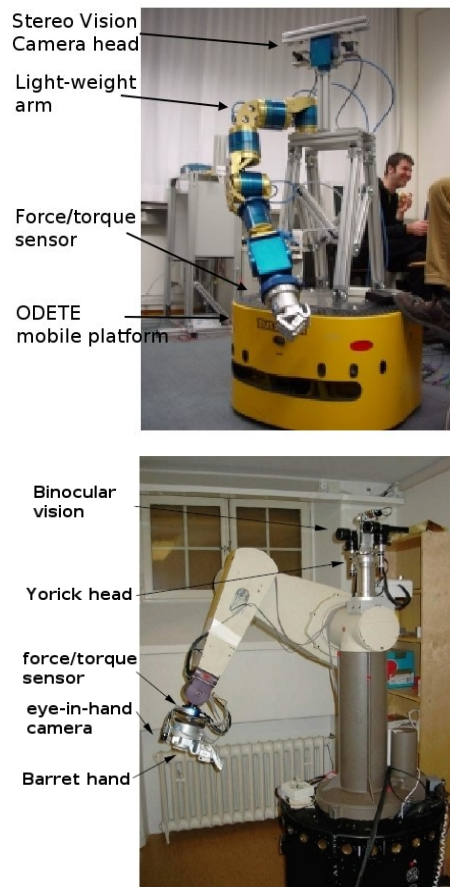 Stereo Vision
Camera head
Light-weight
arm
Force/torque
sensor
ODETE
mobile platform
Binocular
vision
Yorick head
force/torque
sensor
eye-in-hand
camera
Barret hand